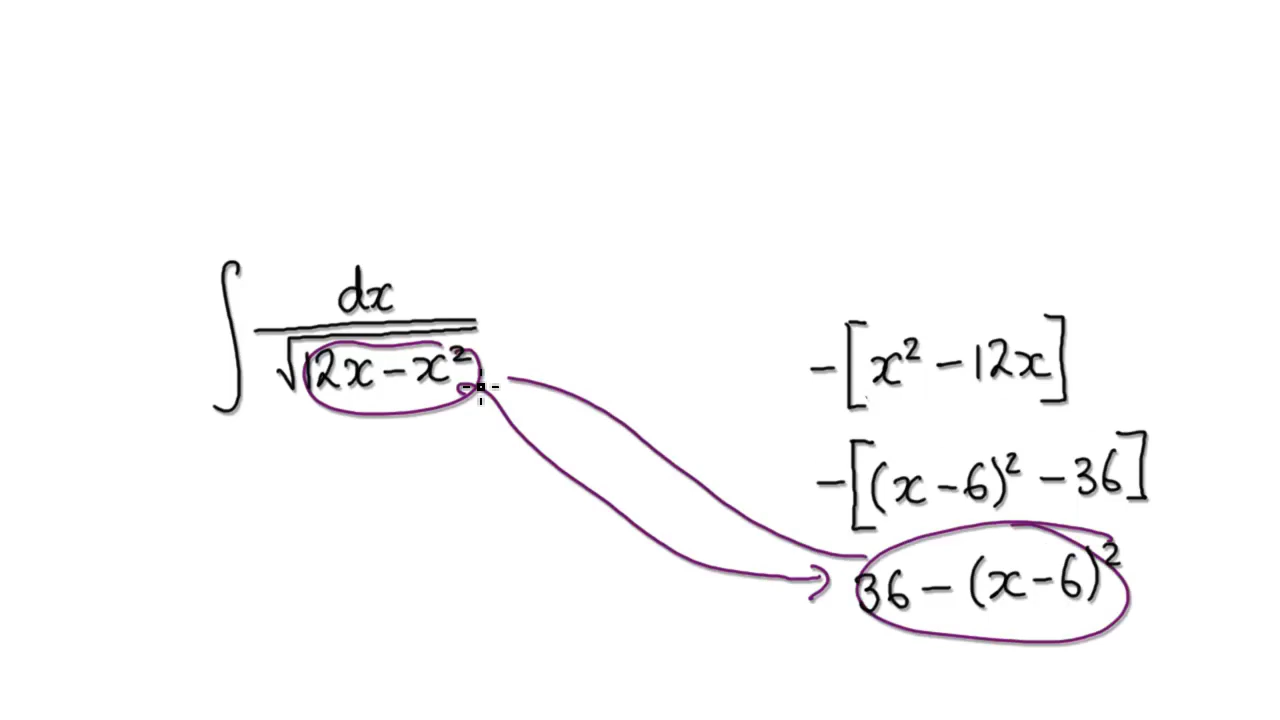 ∫ dx / √(12x − x²)
−[x² − 12x]
−[(x − 6)² − 36]
36 − (x − 6)²